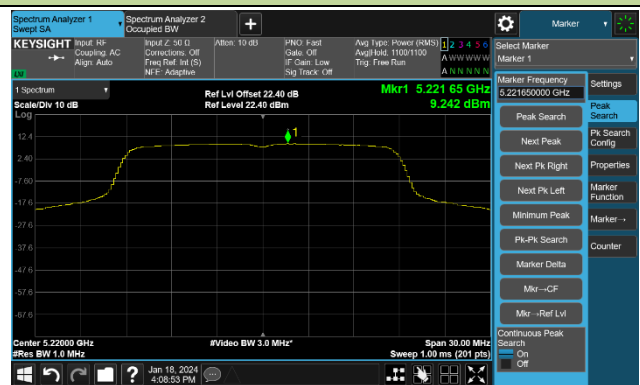 Spectrum Analyzer 1
Swept SA
Spectrum Analyzer 2
Occupied BW
Marker
KEYSIGHT
Input: RF
Coupling: AC
Align: Auto
Input Z: 50 Ω
Corrections: Off
Freq Ref: Int (S)
NFE: Adaptive
Atten: 10 dB
PNO: Fast
Gate: Off
IF Gain: Low
Sig Track: Off
Avg Type: Power (RMS)
Avg|Hold: 1100/1100
Trig: Free Run
1 2 3 4 5 6
A W W W W W
A N N N N N
Select Marker
Marker 1
1 Spectrum
Scale/Div 10 dB
Log
Ref Lvl Offset 22.40 dB
Ref Level 22.40 dBm
Mkr1 5.221 65 GHz
9.242 dBm
12.4
2.40
-7.60
-17.6
-27.6
-37.6
-47.6
-57.6
-67.6
1
Center 5.22000 GHz
#Res BW 1.0 MHz
#Video BW 3.0 MHz*
Span 30.00 MHz
Sweep 1.00 ms (201 pts)
Marker Frequency
5.221650000 GHz
Peak Search
Next Peak
Next Pk Right
Next Pk Left
Minimum Peak
Pk-Pk Search
Marker Delta
Mkr→CF
Mkr→Ref Lvl
Continuous Peak
Search
On
Off
Settings
Peak
Search
Pk Search
Config
Properties
Marker
Function
Marker→
Counter
Jan 18, 2024
4:08:53 PM